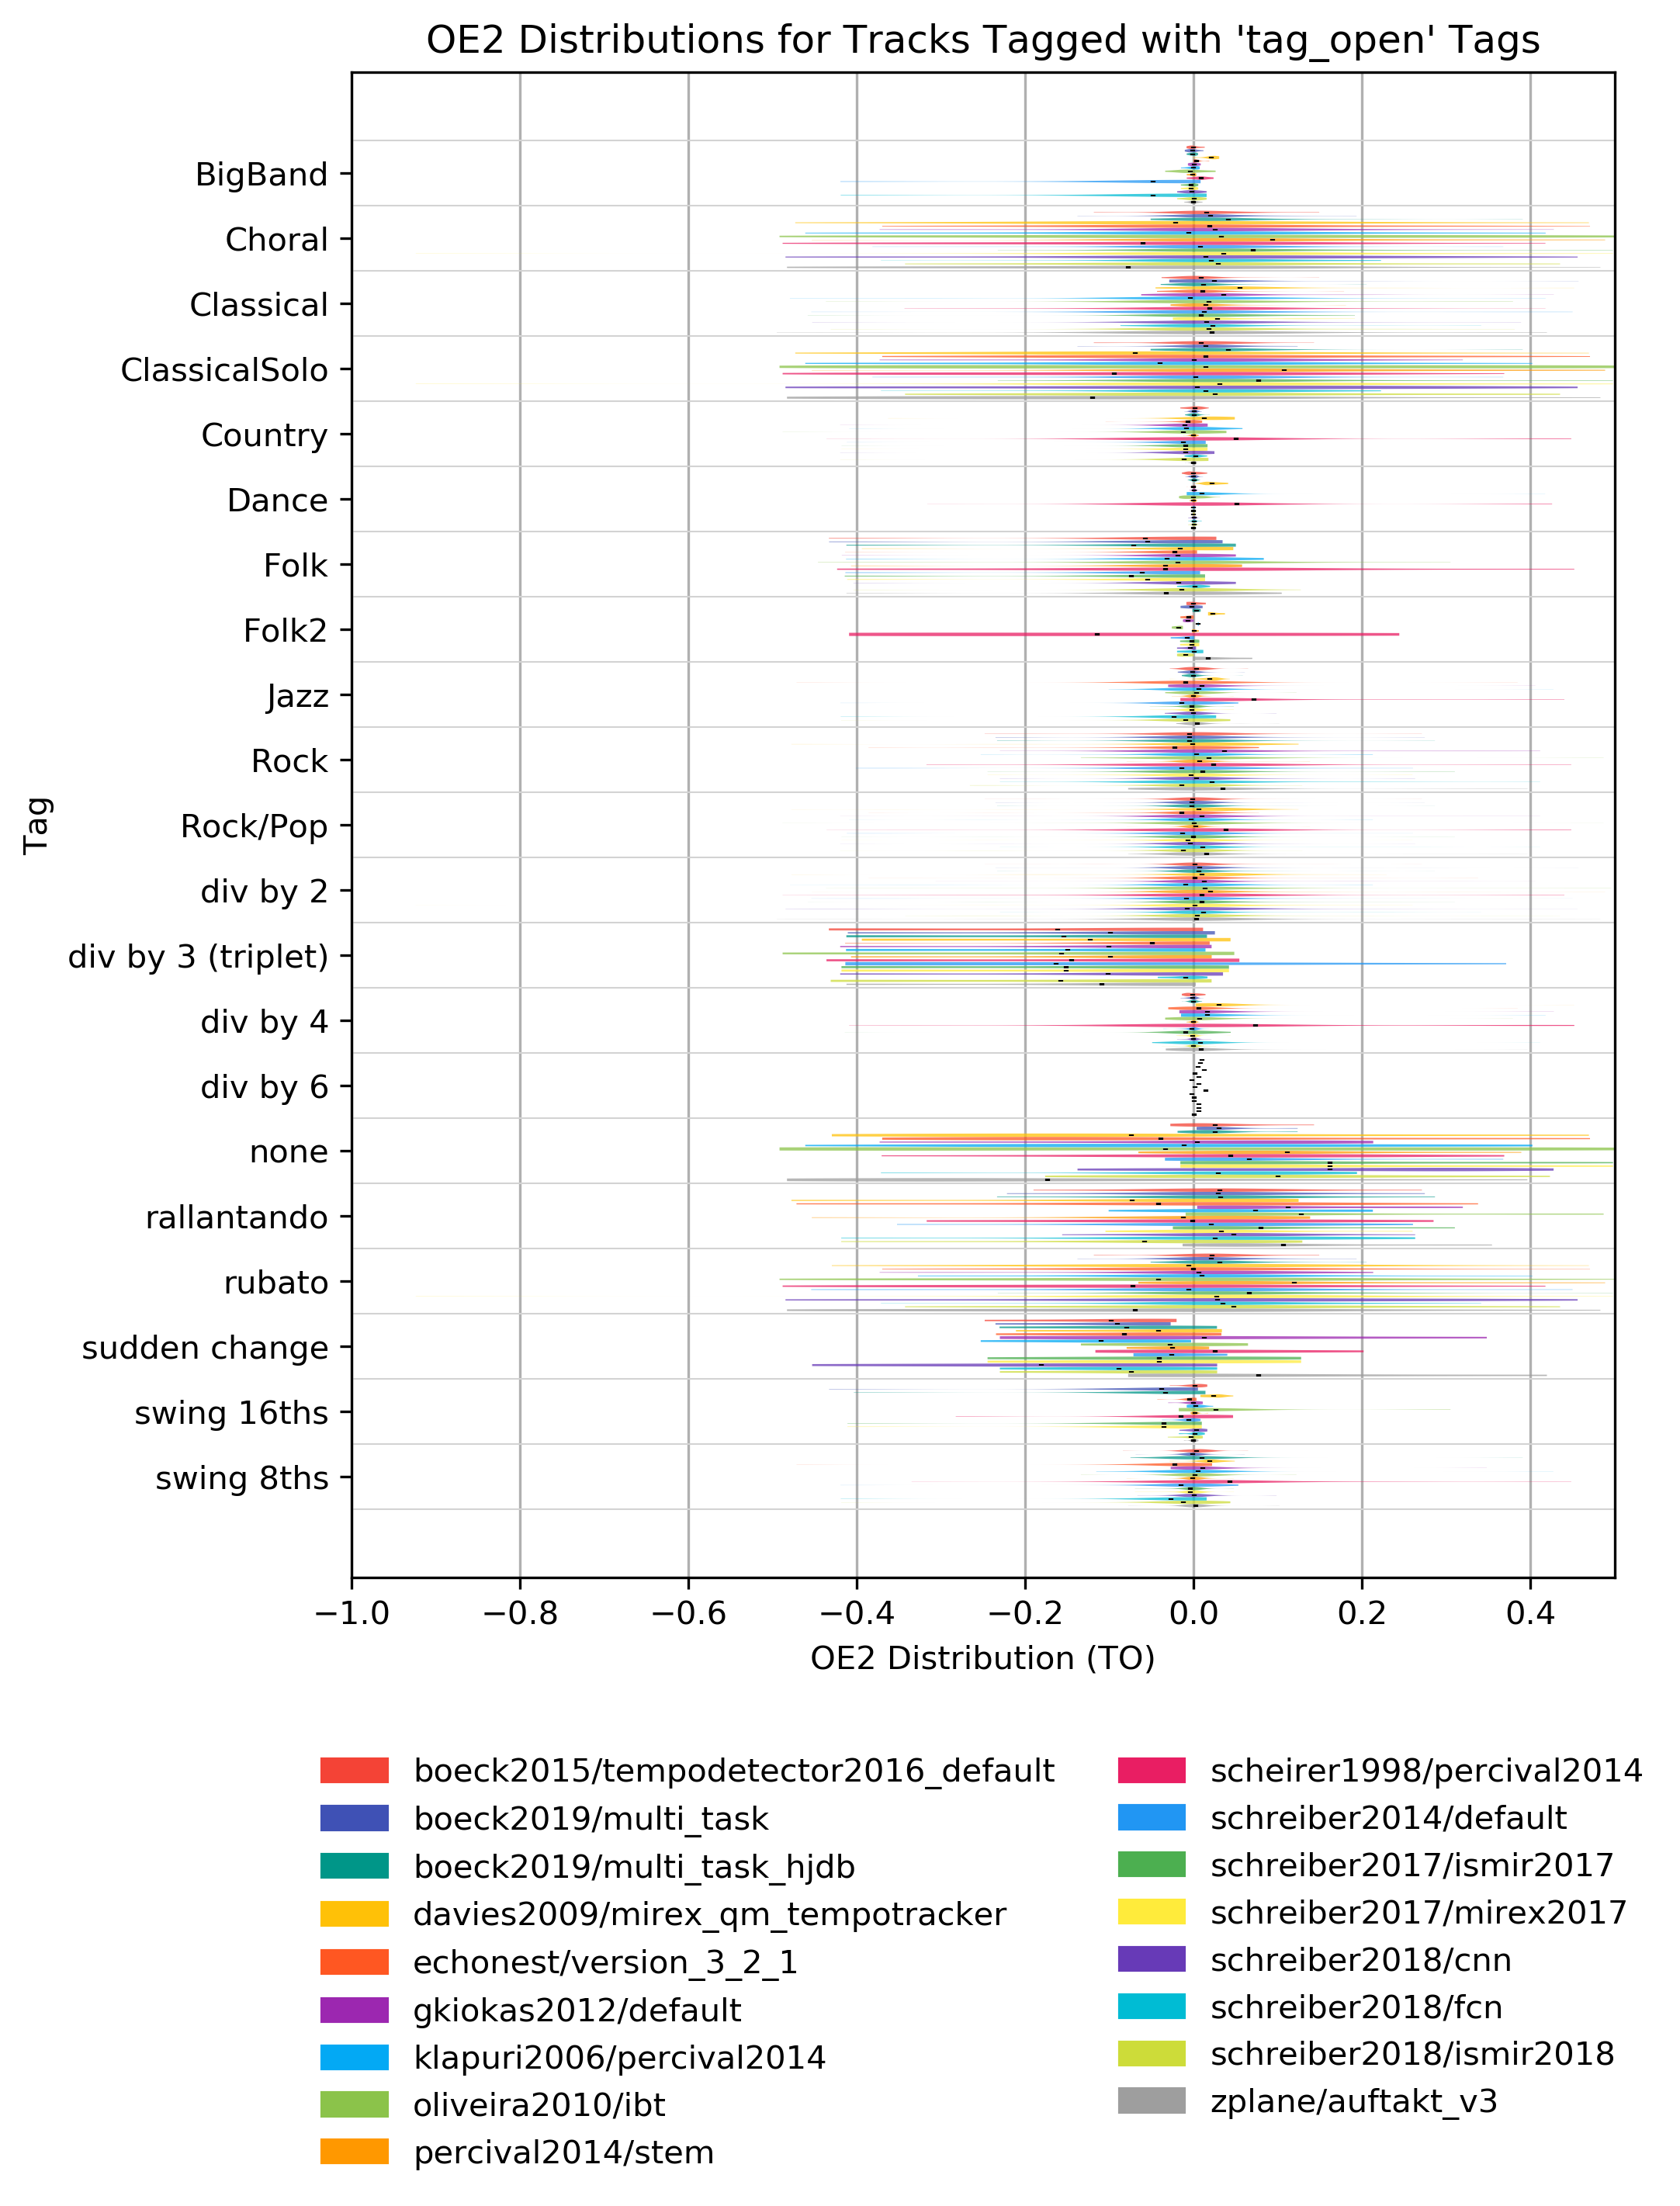 OE2 Distributions for Tracks Tagged with 'tag_open' Tags
BigBand
Choral
Classical
ClassicalSolo
Country
Dance
Folk
Folk2
Jazz
Rock
Rock/Pop
div by 2
div by 3 (triplet)
div by 4
div by 6
none
rallantando
rubato
sudden change
swing 16ths
swing 8ths
Tag
−1.0 −0.8 −0.6 −0.4 −0.2 0.0 0.2 0.4
OE2 Distribution (TO)
boeck2015/tempodetector2016_default
boeck2019/multi_task
boeck2019/multi_task_hjdb
davies2009/mirex_qm_tempotracker
echonest/version_3_2_1
gkiokas2012/default
klapuri2006/percival2014
oliveira2010/ibt
percival2014/stem
scheirer1998/percival2014
schreiber2014/default
schreiber2017/ismir2017
schreiber2017/mirex2017
schreiber2018/cnn
schreiber2018/fcn
schreiber2018/ismir2018
zplane/auftakt_v3